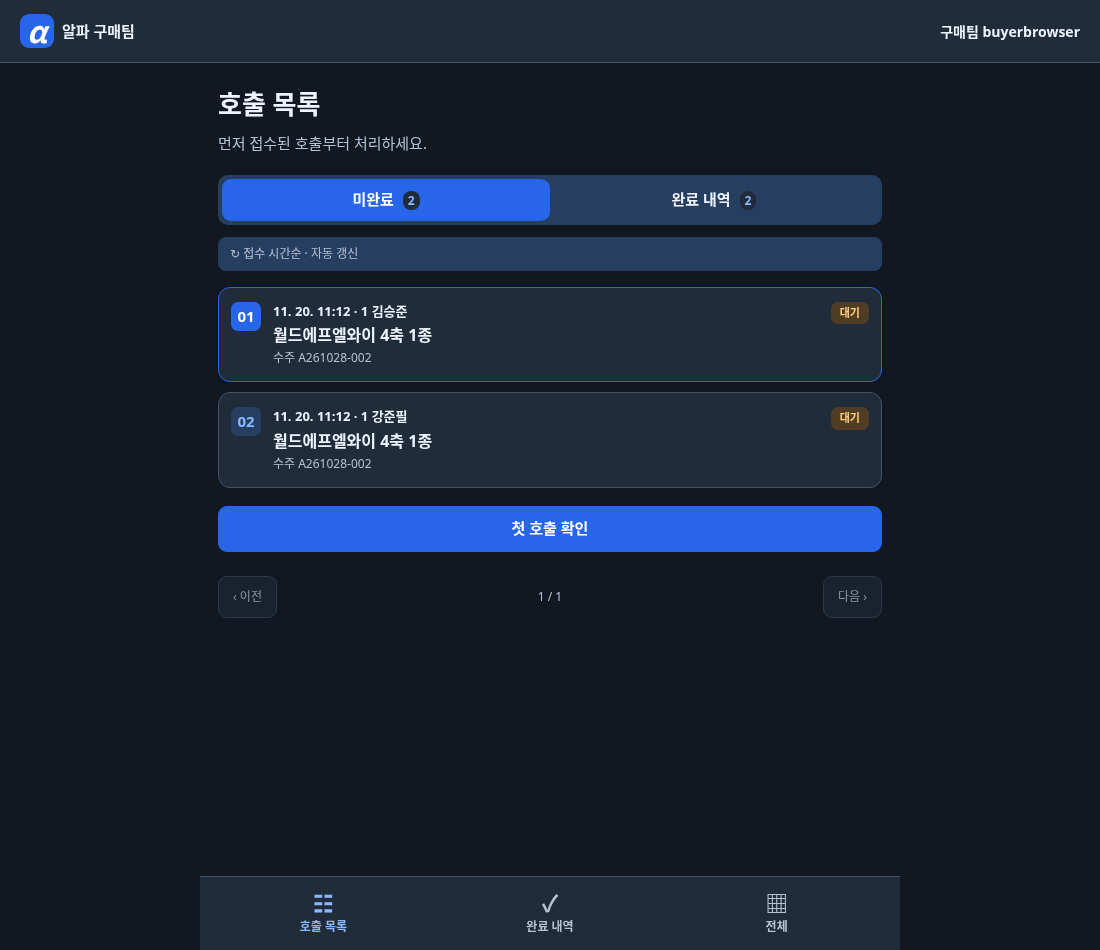 α 알파 구매팀
구매팀 buyerbrowser
호출 목록
먼저 접수된 호출부터 처리하세요.
미완료 2
완료 내역 2
↻ 접수 시간순 · 자동 갱신
01
11. 20. 11:12 · 1 김승준
대기
월드에프엘와이 4축 1종
수주 A261028-002
02
11. 20. 11:12 · 1 강준필
대기
월드에프엘와이 4축 1종
수주 A261028-002
첫 호출 확인
‹ 이전
1 / 1
다음 ›
호출 목록
완료 내역
전체